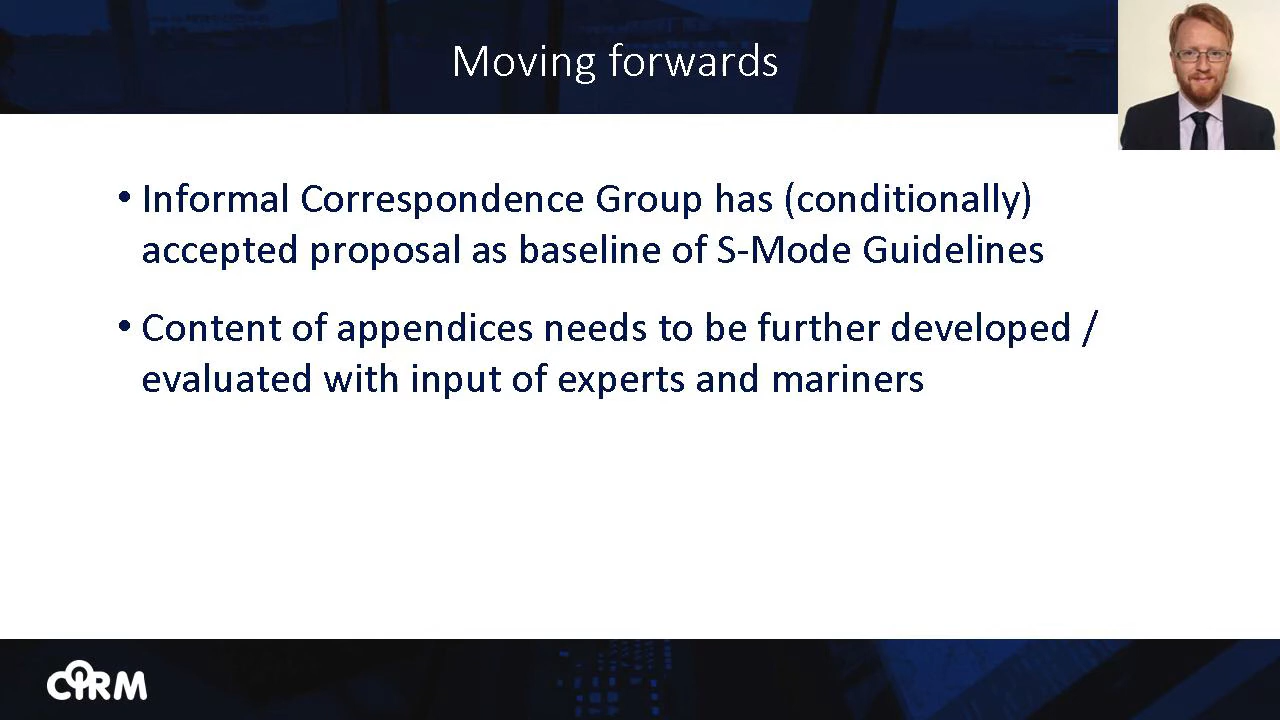 Moving forwards
• Informal Correspondence Group has (conditionally)
accepted proposal as baseline of S-Mode Guidelines
• Content of appendices needs to be further developed /
evaluated with input of experts and mariners
CIRM